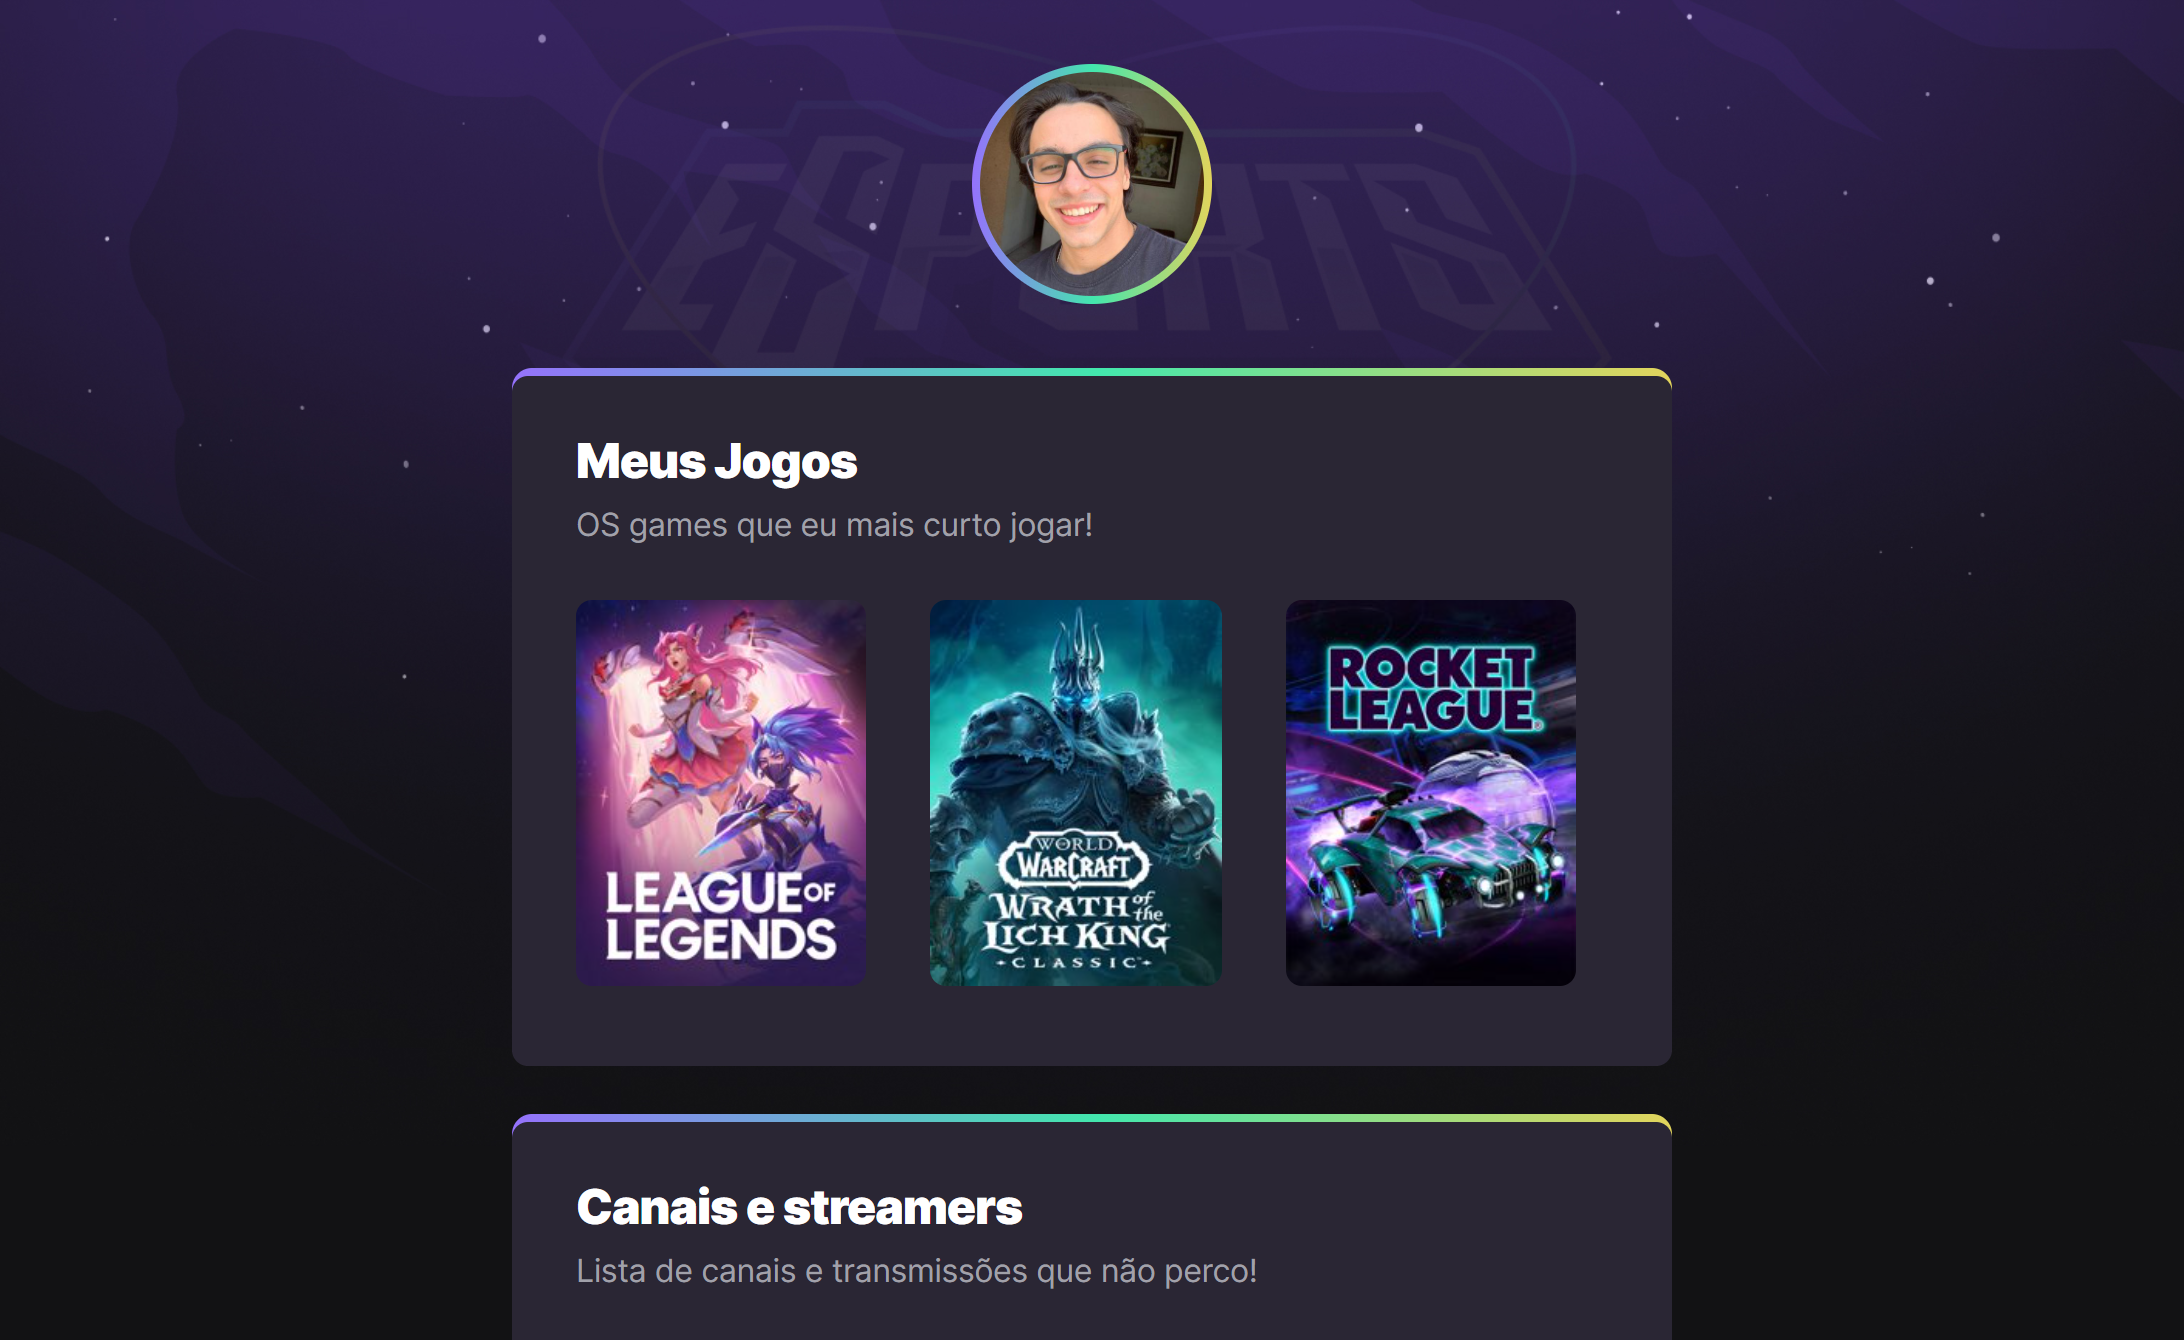 ESPORTS
Meus Jogos
OS games que eu mais curto jogar!
LEAGUE OF
LEGENDS
WORLD
WARCRAFT
WRATH of the
LICH KING
CLASSIC
ROCKET
LEAGUE
Canais e streamers
Lista de canais e transmissões que não perco!